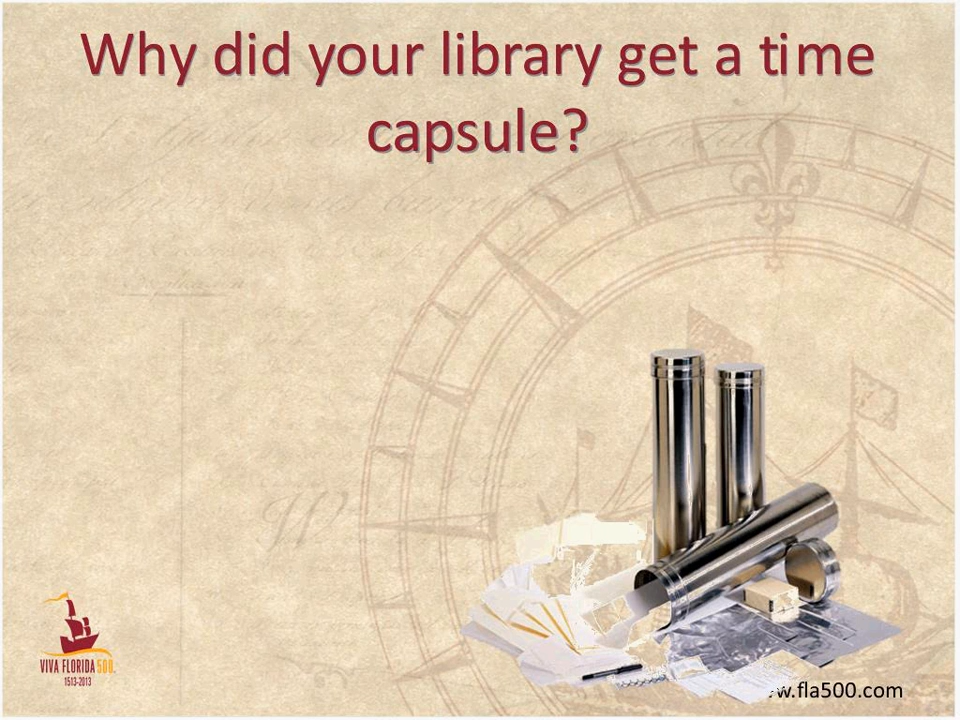 Why did your library get a time
capsule?
VIVA FLORIDA 500.
1513-2013
w.fla500.com